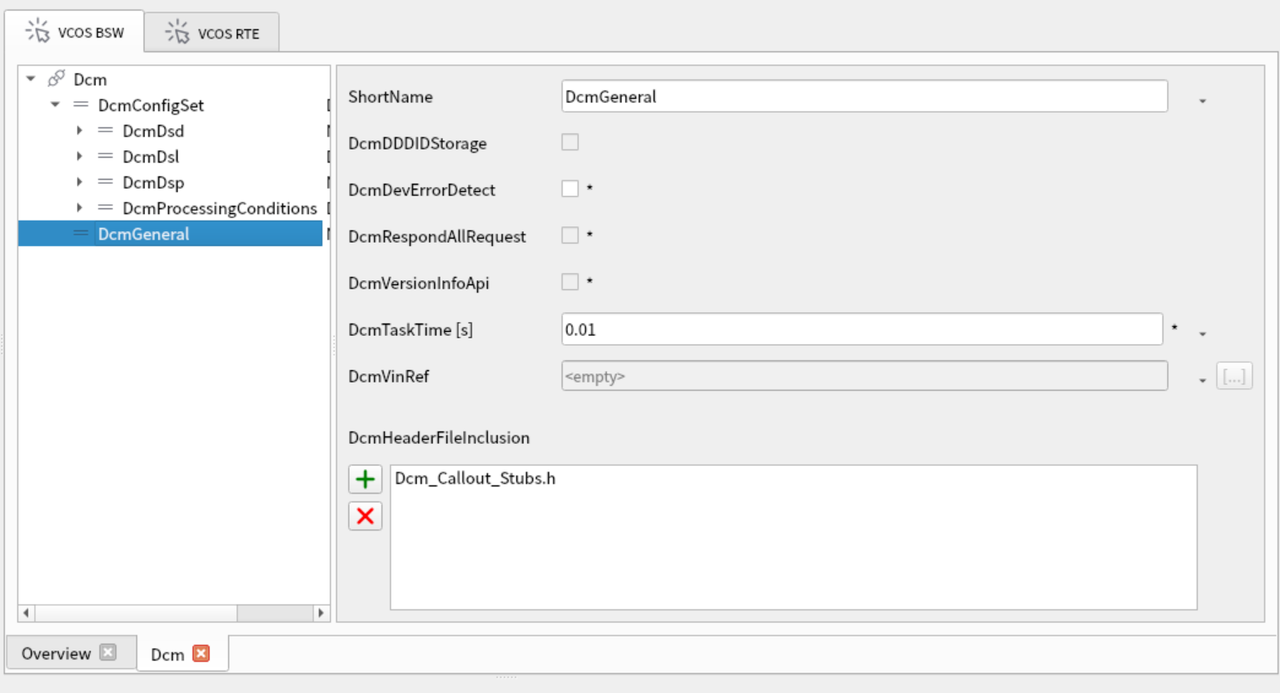 VCOS BSW
VCOS RTE
Dcm
DcmConfigSet
DcmDsd
DcmDsl
DcmDsp
DcmProcessingConditions
DcmGeneral
ShortName DcmGeneral
DcmDDDIDStorage
DcmDevErrorDetect *
DcmRespondAllRequest *
DcmVersionInfoApi *
DcmTaskTime [s] 0.01 *
DcmVinRef <empty> [...]
DcmHeaderFileInclusion
Dcm_Callout_Stubs.h
Overview
Dcm